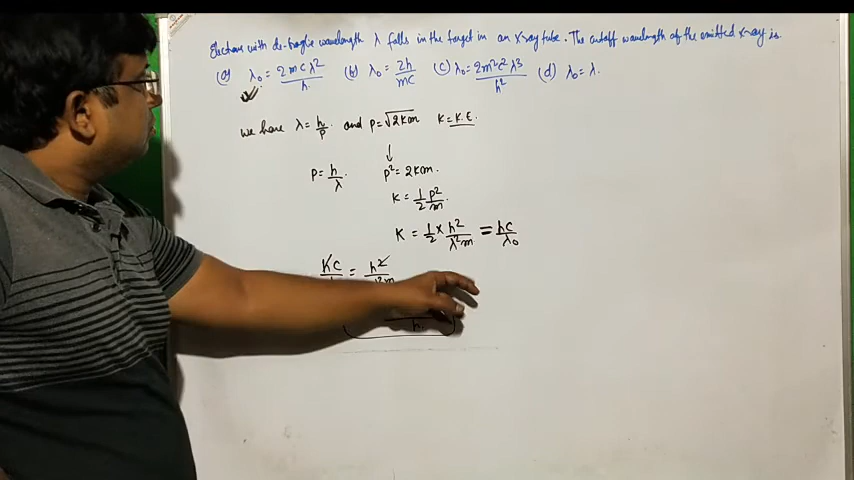 Electrons with de-broglie wavelength λ falls in the target in an x-ray tube. The cutoff wavelength of the emitted x-ray is.
(a) λ₀ = 2mcλ²/h. (b) λ₀ = 2h/mc (c) λ₀ = 2m²c²λ³/h² (d) λ₀ = λ.
we have λ = h/p. and p = √2Km K = K.E.
↓
p = h/λ. p² = 2Km.
K = 1/2 p²/m
K = 1/2 × h²/λ²m = hc/λ₀
hc = h²
h.